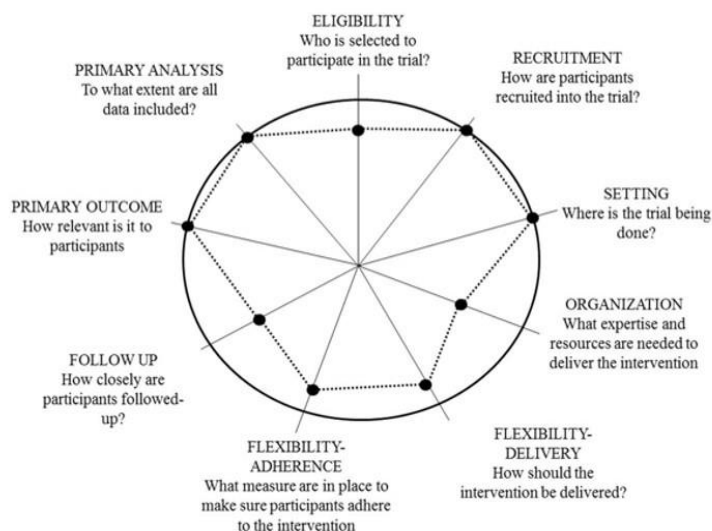 ELIGIBILITY
Who is selected to
participate in the trial?
RECRUITMENT
How are participants
recruited into the trial?
SETTING
Where is the trial being
done?
ORGANIZATION
What expertise and
resources are needed to
deliver the intervention
FLEXIBILITY-
DELIVERY
How should the
intervention be delivered?
FLEXIBILITY-
ADHERENCE
What measure are in place to
make sure participants adhere
to the intervention
FOLLOW UP
How closely are
participants followed-
up?
PRIMARY OUTCOME
How relevant is it to
participants
PRIMARY ANALYSIS
To what extent are all
data included?